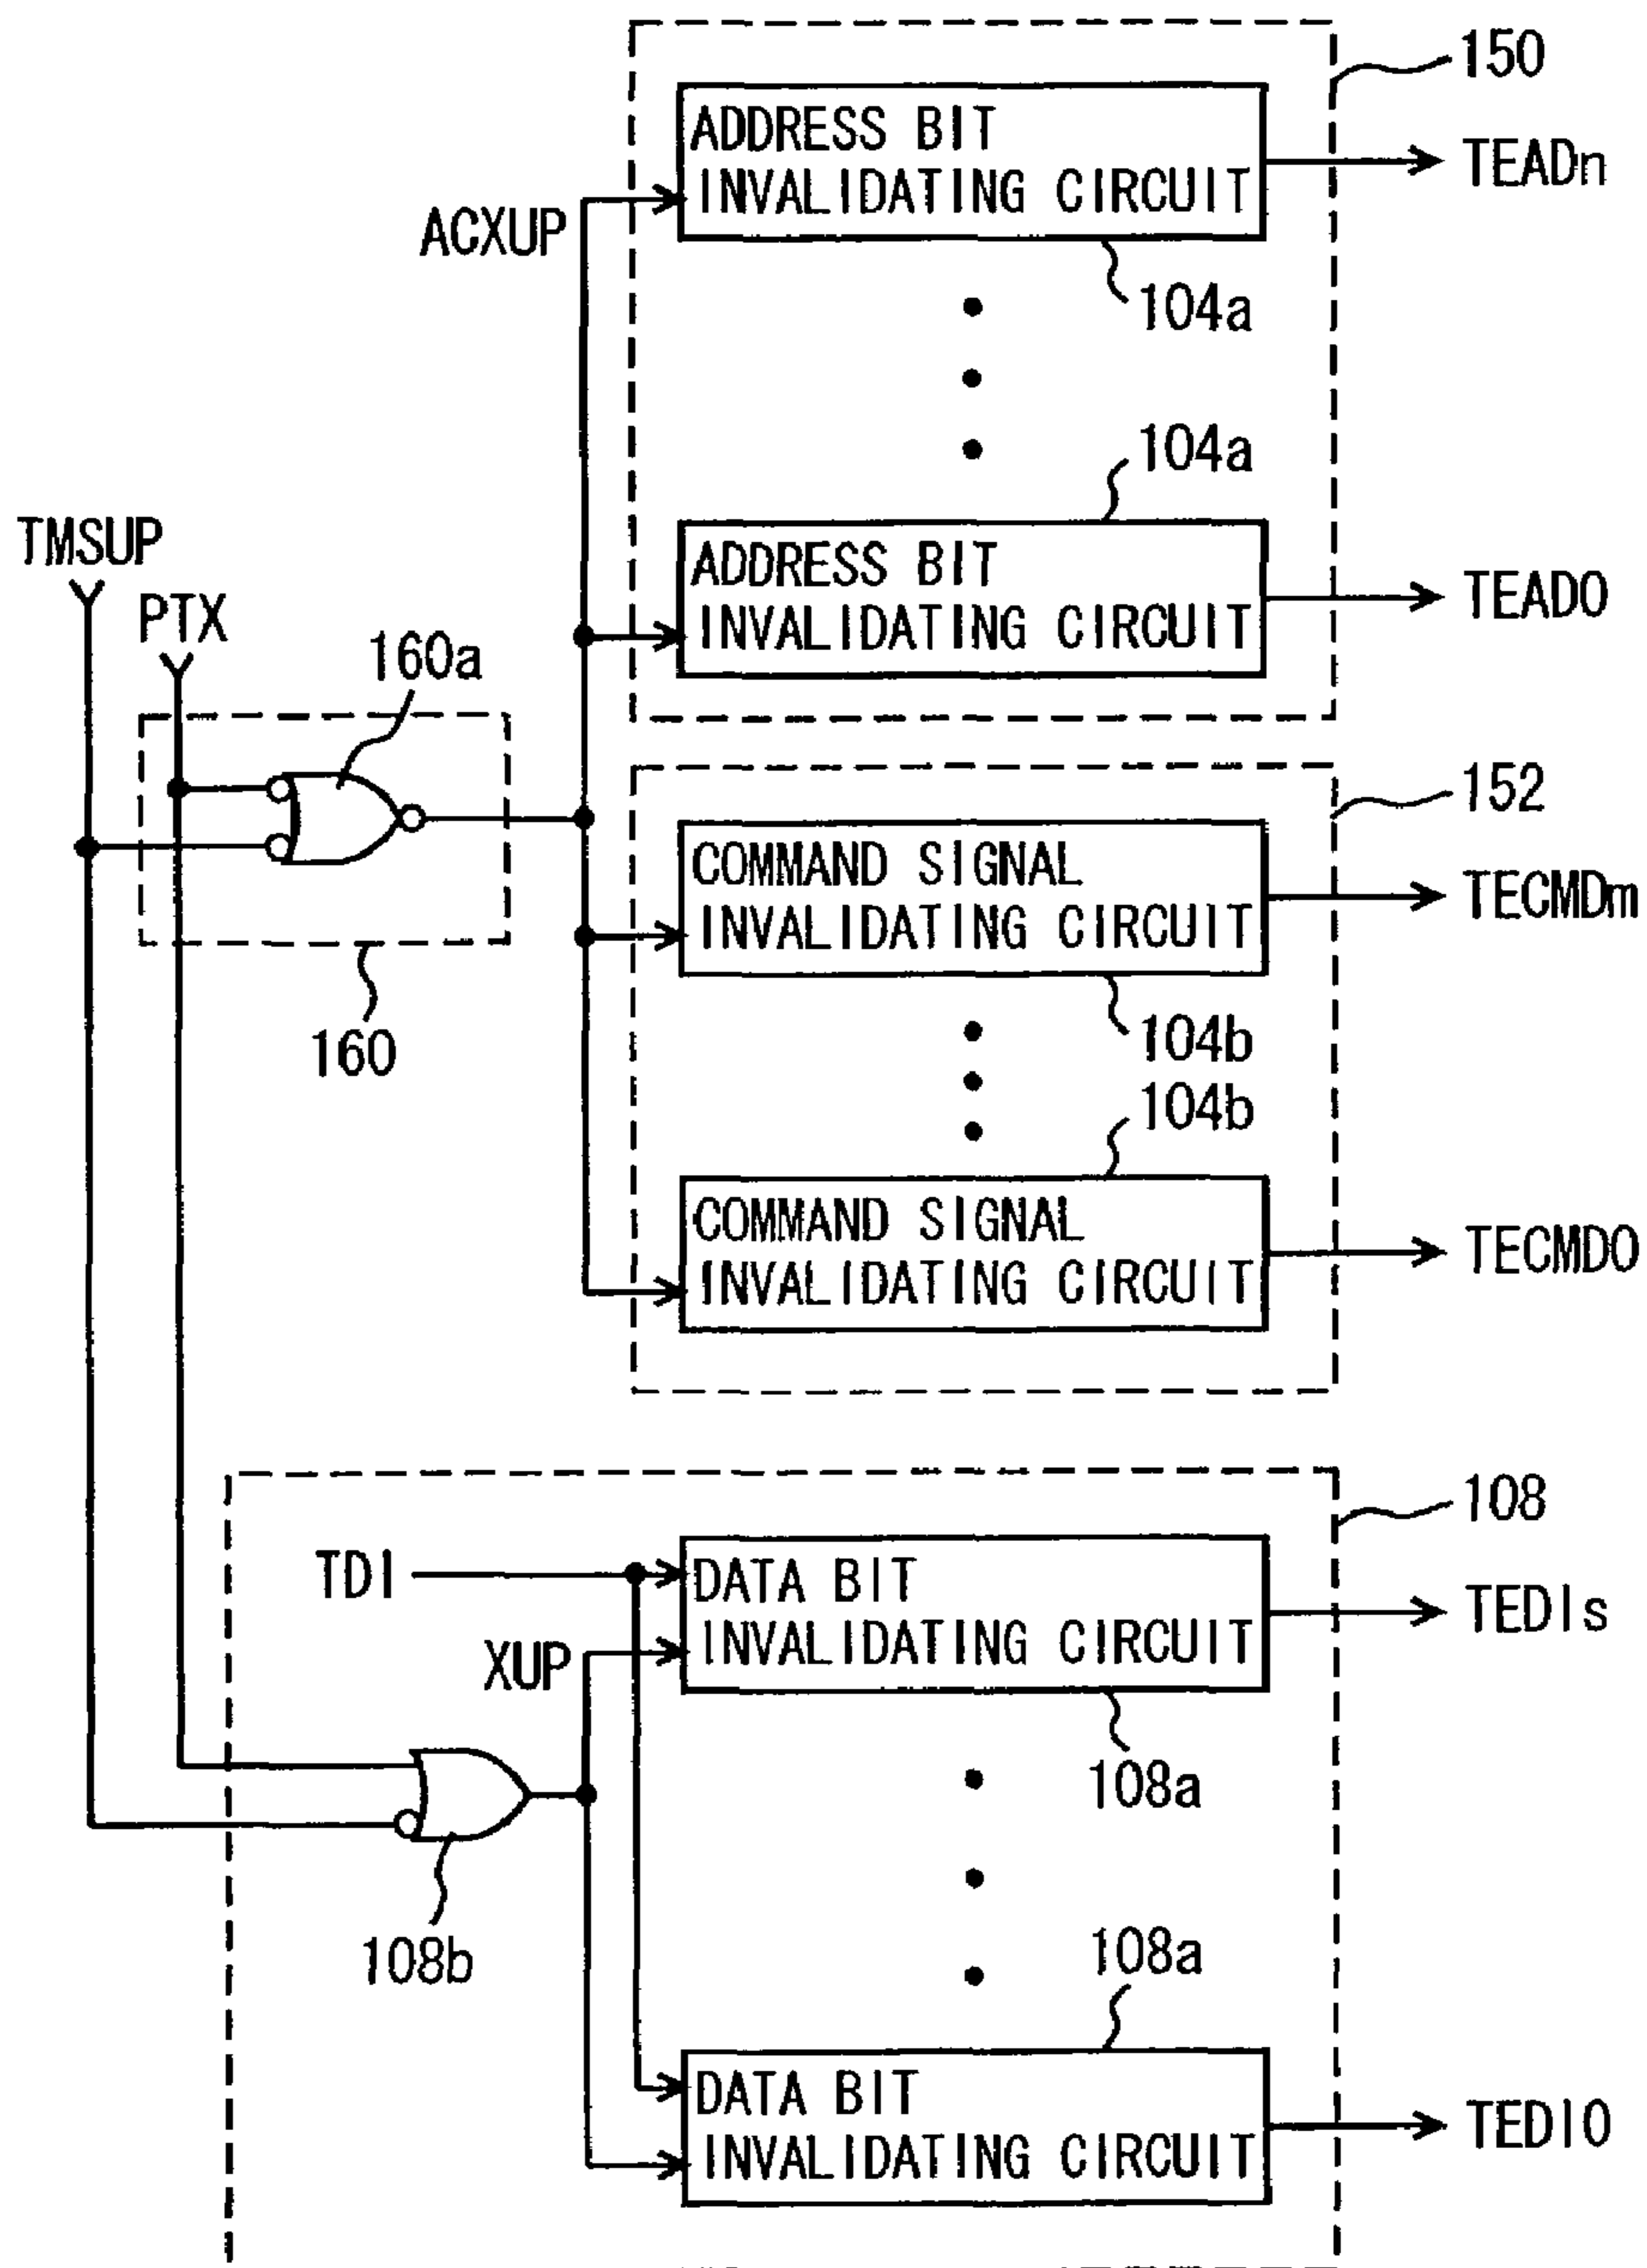 150
ADDRESS BIT
INVALIDATING CIRCUIT
TEADn
ACXUP
104a
104a
TMSUP
PTX
160a
ADDRESS BIT
INVALIDATING CIRCUIT
TEAD0
152
COMMAND SIGNAL
INVALIDATING CIRCUIT
TECMDm
160
104b
104b
COMMAND SIGNAL
INVALIDATING CIRCUIT
TECMD0
108
TDI
DATA BIT
INVALIDATING CIRCUIT
TEDIs
XUP
108a
108b
108a
DATA BIT
INVALIDATING CIRCUIT
TEDI0